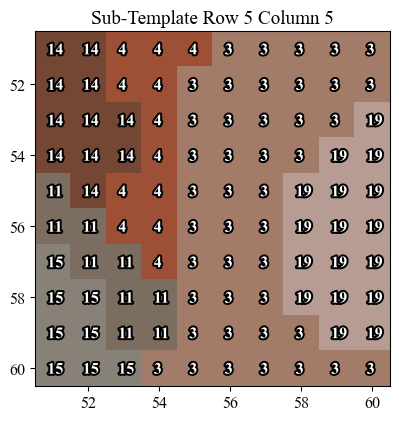 Sub-Template Row 5 Column 5
14 14 4 4 4 3 3 3 3 3
52 14 14 4 4 3 3 3 3 3 3
14 14 14 4 3 3 3 3 3 19
54 14 14 14 4 3 3 3 3 19 19
11 14 4 4 3 3 3 19 19 19
56 11 11 4 4 3 3 3 19 19 19
15 11 11 4 3 3 3 19 19 19
58 15 15 11 11 3 3 3 19 19 19
15 15 11 11 3 3 3 3 19 19
60 15 15 15 3 3 3 3 3 3 3
52 54 56 58 60